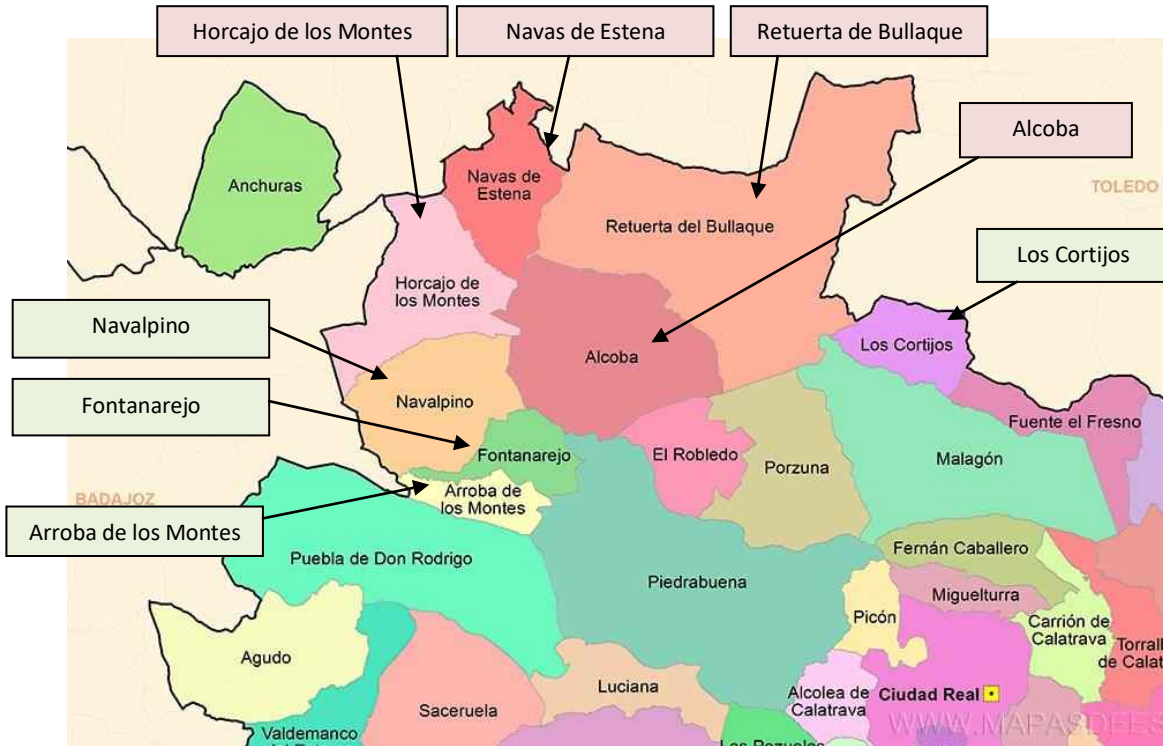 Horcajo de los Montes
Navas de Estena
Retuerta de Bullaque
Alcoba
Anchuras
Navas de
Estena
TOLEDO
Retuerta del Bullaque
Los Cortijos
Horcajo de
los Montes
Navalpino
Los Cortijos
Alcoba
Fontanarejo
Navalpino
Fuente el Fresno
Fontanarejo
El Robledo
Porzuna
Malagón
BADAJOZ
Arroba de
los Montes
Arroba de los Montes
Puebla de Don Rodrigo
Fernán Caballero
Piedrabuena
Miguelturra
Picón
Carrión de
Calatrava
Agudo
Luciana
Alcolea de
Calatrava
Ciudad Real
Saceruela
Valdemanco
WWW.MAPASDEES